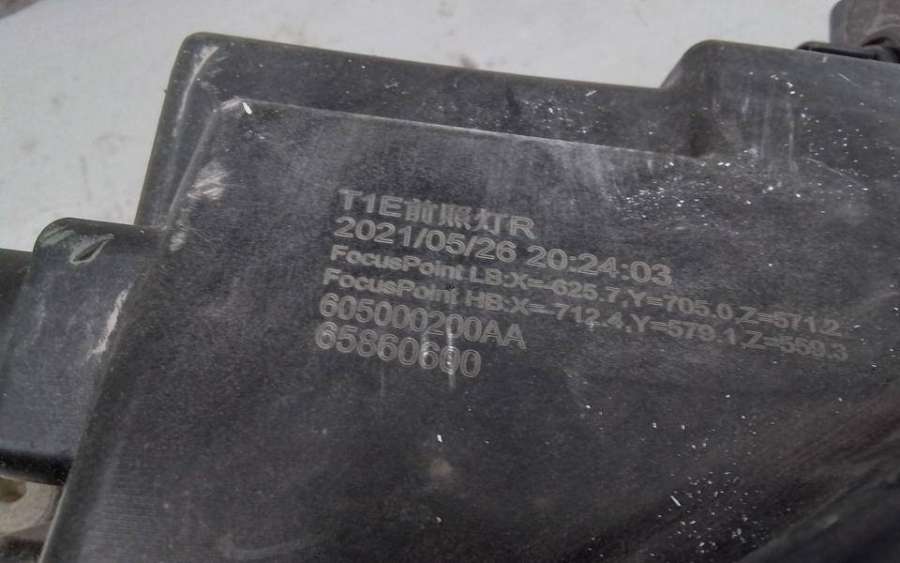 T1E前照灯R
2021/05/26 20:24:03
FocusPoint LB:X=-625.7,Y=705.0,Z=571.2
FocusPoint HB:X=-712.4,Y=579.1,Z=569.3
605000200AA
65860600